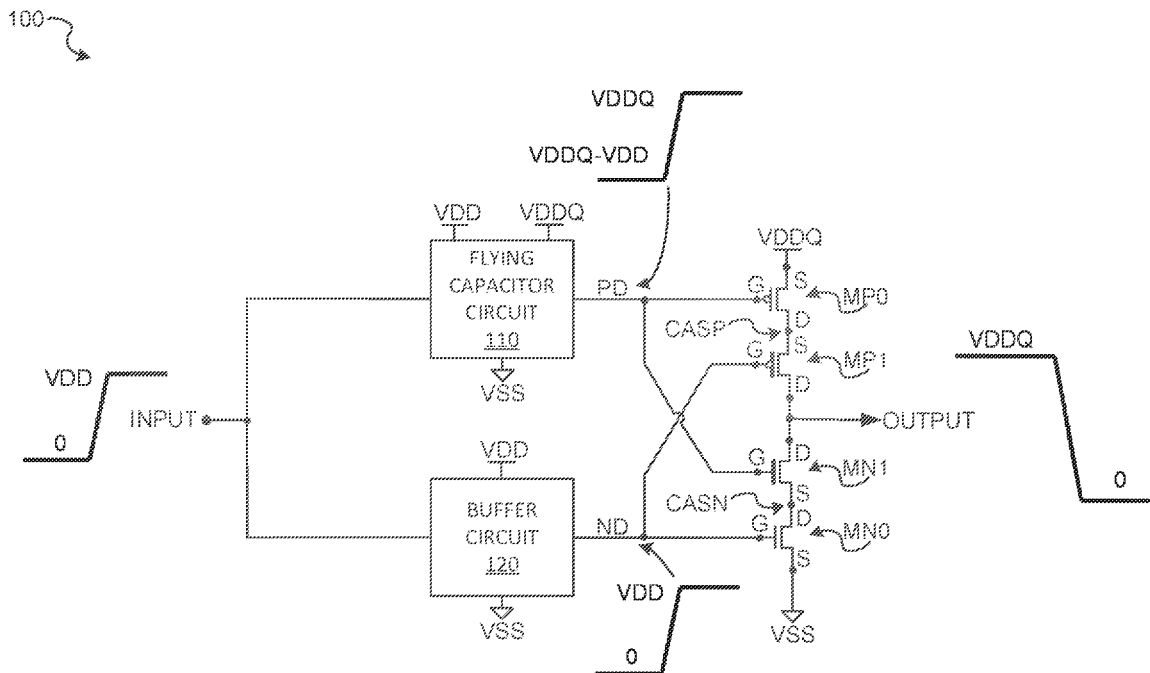 100
VDDQ
VDDQ-VDD
VDD
VDDQ
FLYING
CAPACITOR
CIRCUIT
110
VSS
PD
VDDQ
G
S
MP0
D
CASP
S
G
MP1
D
VDDQ
0
VDD
0
INPUT
OUTPUT
VDD
BUFFER
CIRCUIT
120
VSS
ND
D
G
MN1
S
CASN
D
G
MN0
S
VSS
VDD
0